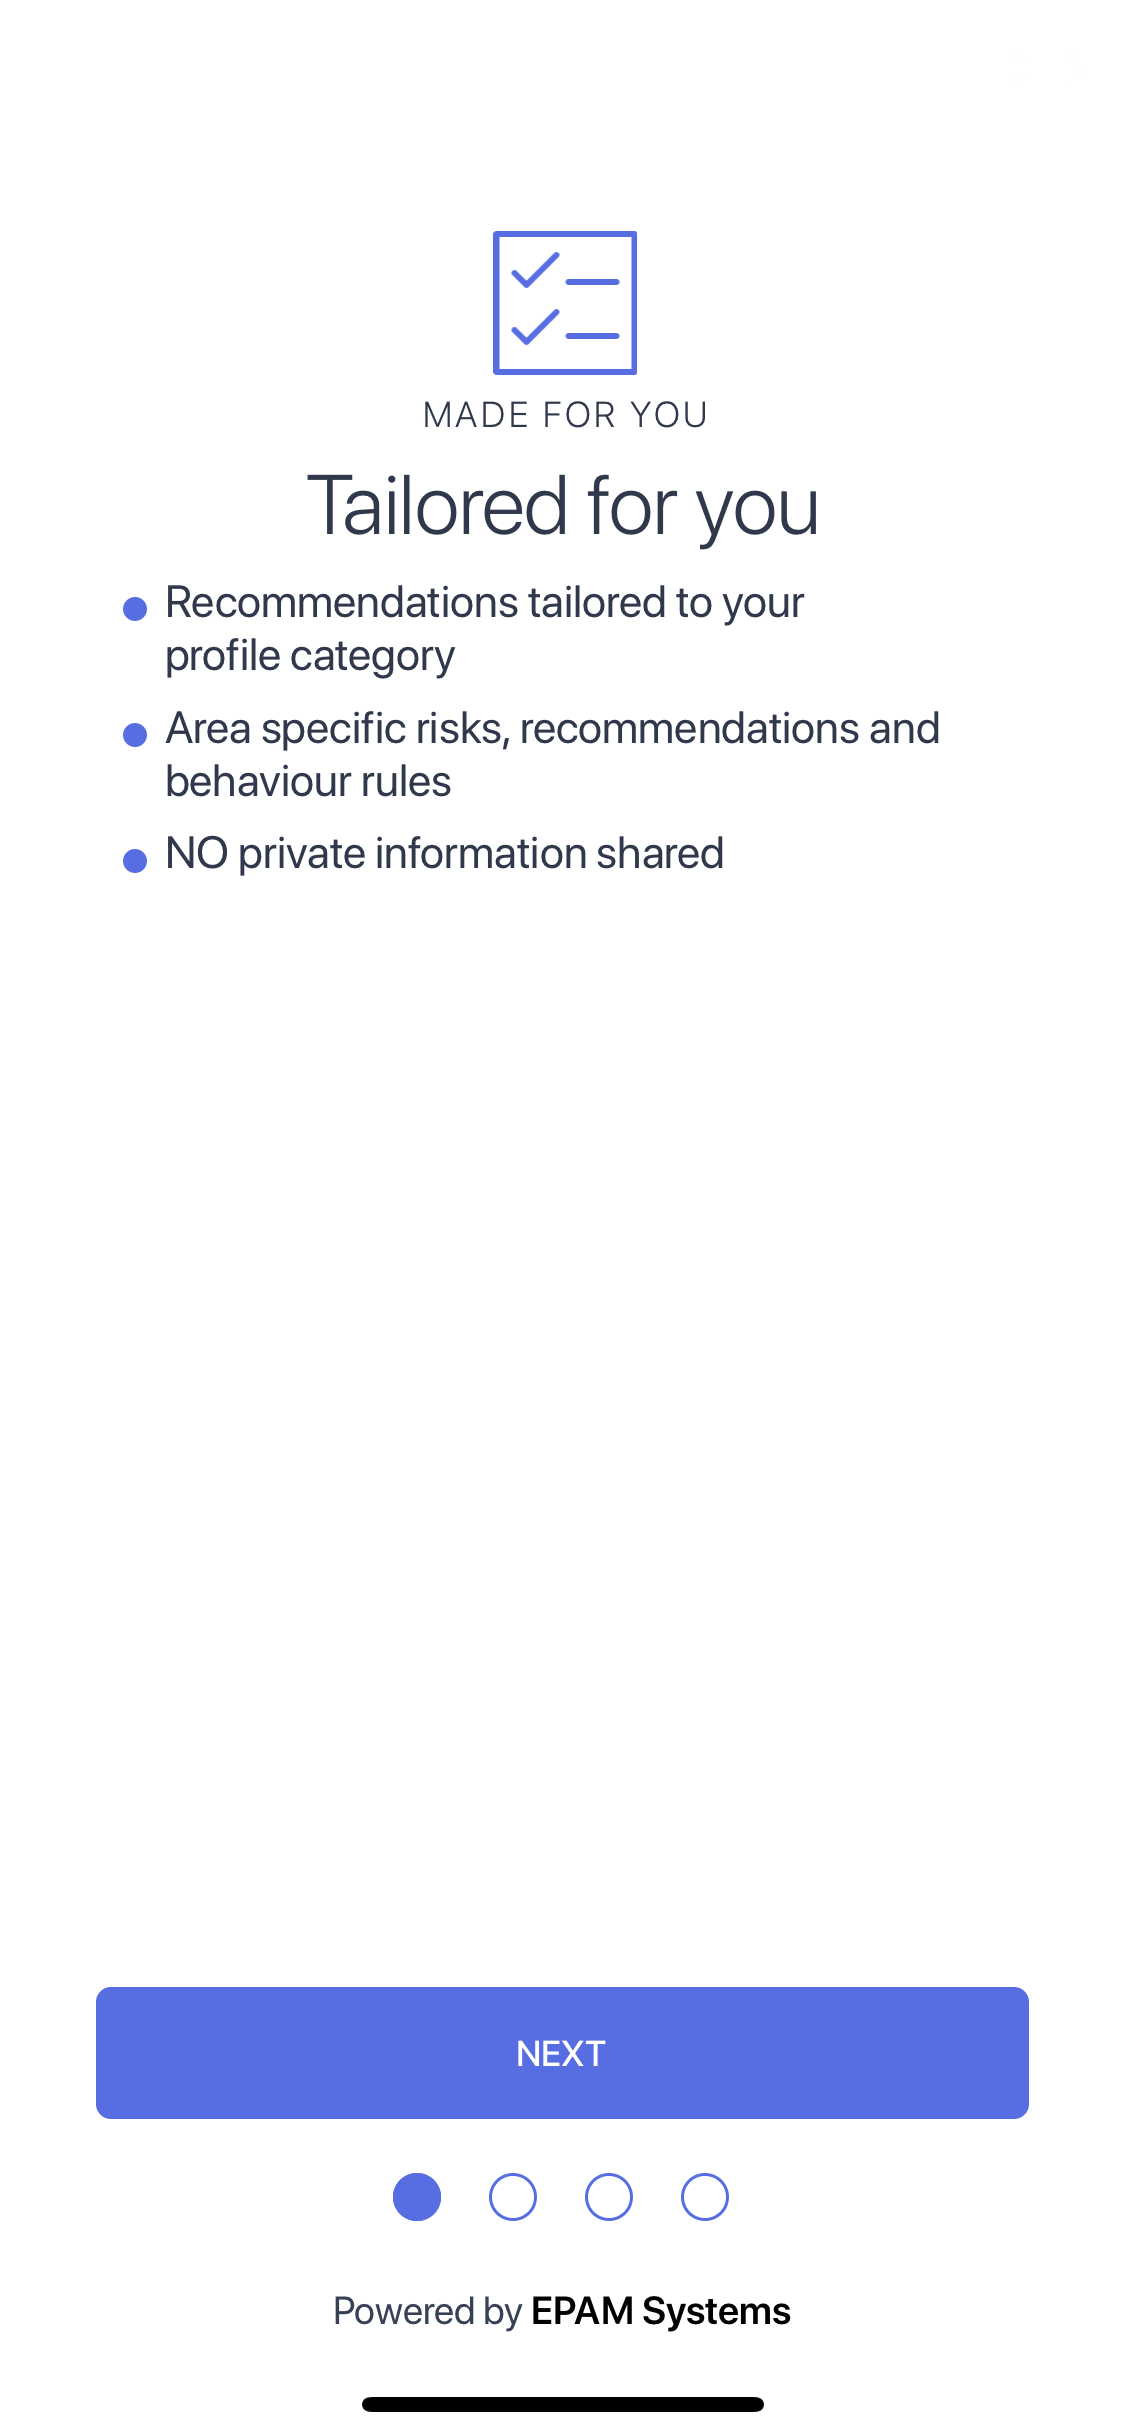 MADE FOR YOU
Tailored for you
Recommendations tailored to your
profile category
Area specific risks, recommendations and
behaviour rules
NO private information shared
NEXT
Powered by EPAM Systems